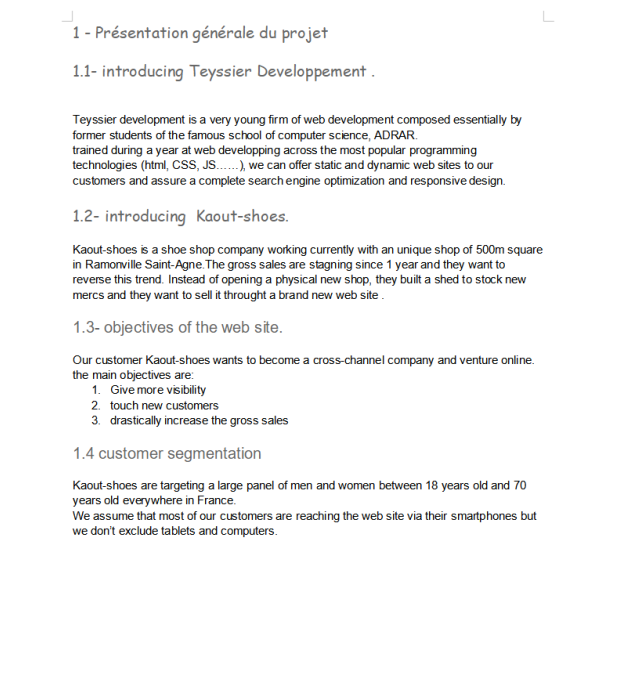 1 - Présentation générale du projet
1.1- introducing Teyssier Developpement .
Teyssier development is a very young firm of web development composed essentially by
former students of the famous school of computer science, ADRAR.
trained during a year at web developping across the most popular programming
technologies (html, CSS, JS……), we can offer static and dynamic web sites to our
customers and assure a complete search engine optimization and responsive design.
1.2- introducing Kaout-shoes.
Kaout-shoes is a shoe shop company working currently with an unique shop of 500m square
in Ramonville Saint-Agne.The gross sales are stagning since 1 year and they want to
reverse this trend. Instead of opening a physical new shop, they built a shed to stock new
mercs and they want to sell it throught a brand new web site .
1.3- objectives of the web site.
Our customer Kaout-shoes wants to become a cross-channel company and venture online.
the main objectives are:
1. Give more visibility
2. touch new customers
3. drastically increase the gross sales
1.4 customer segmentation
Kaout-shoes are targeting a large panel of men and women between 18 years old and 70
years old everywhere in France.
We assume that most of our customers are reaching the web site via their smartphones but
we don't exclude tablets and computers.